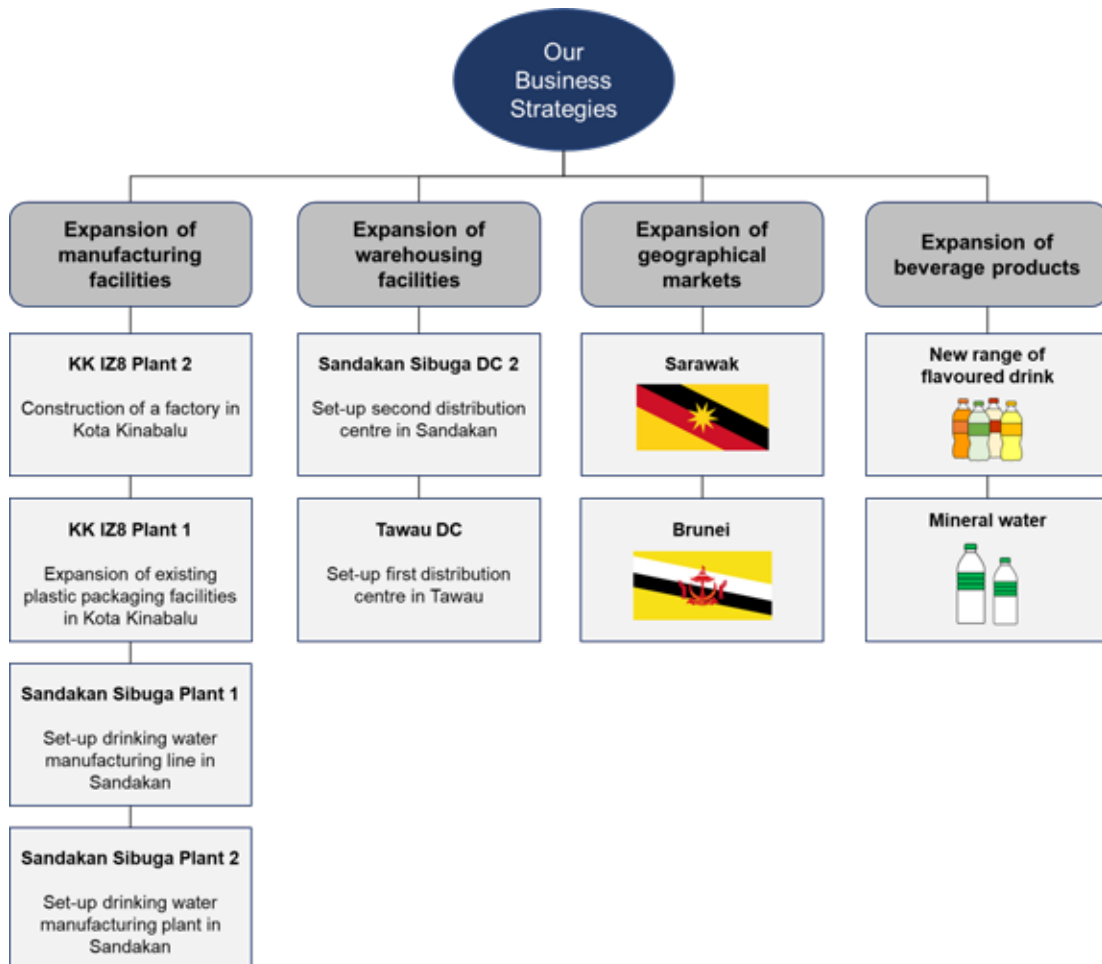 Our
Business
Strategies
Expansion of
manufacturing
facilities
KK IZ8 Plant 2
Construction of a factory in
Kota Kinabalu
KK IZ8 Plant 1
Expansion of existing
plastic packaging facilities
in Kota Kinabalu
Sandakan Sibuga Plant 1
Set-up drinking water
manufacturing line in
Sandakan
Sandakan Sibuga Plant 2
Set-up drinking water
manufacturing plant in
Sandakan
Expansion of
warehousing
facilities
Sandakan Sibuga DC 2
Set-up second distribution
centre in Sandakan
Tawau DC
Set-up first distribution
centre in Tawau
Expansion of
geographical
markets
Sarawak
Brunei
Expansion of
beverage products
New range of
flavoured drink
Mineral water